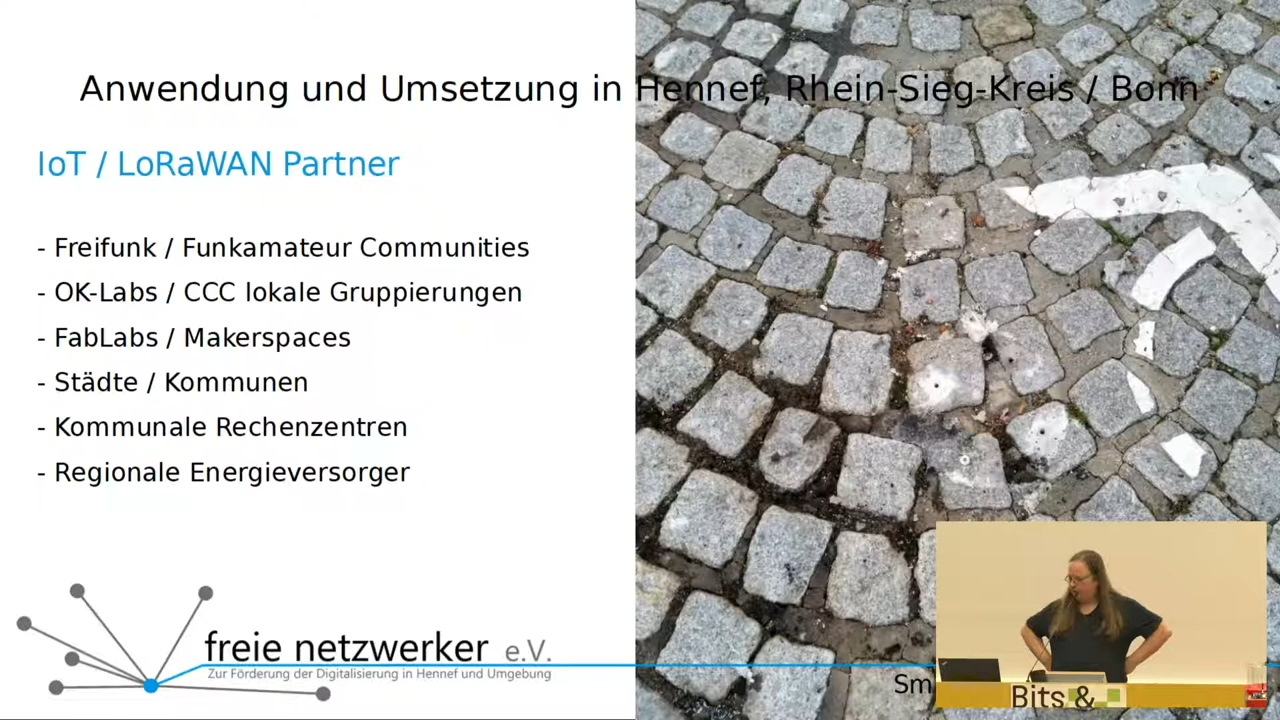 Anwendung und Umsetzung in Hennef, Rhein-Sieg-Kreis / Bonn
IoT / LoRaWAN Partner
- Freifunk / Funkamateur Communities
- OK-Labs / CCC lokale Gruppierungen
- FabLabs / Makerspaces
- Städte / Kommunen
- Kommunale Rechenzentren
- Regionale Energieversorger
freie netzwerker e.V.
Zur Förderung der Digitalisierung in Hennef und Umgebung
Sm
Bits &